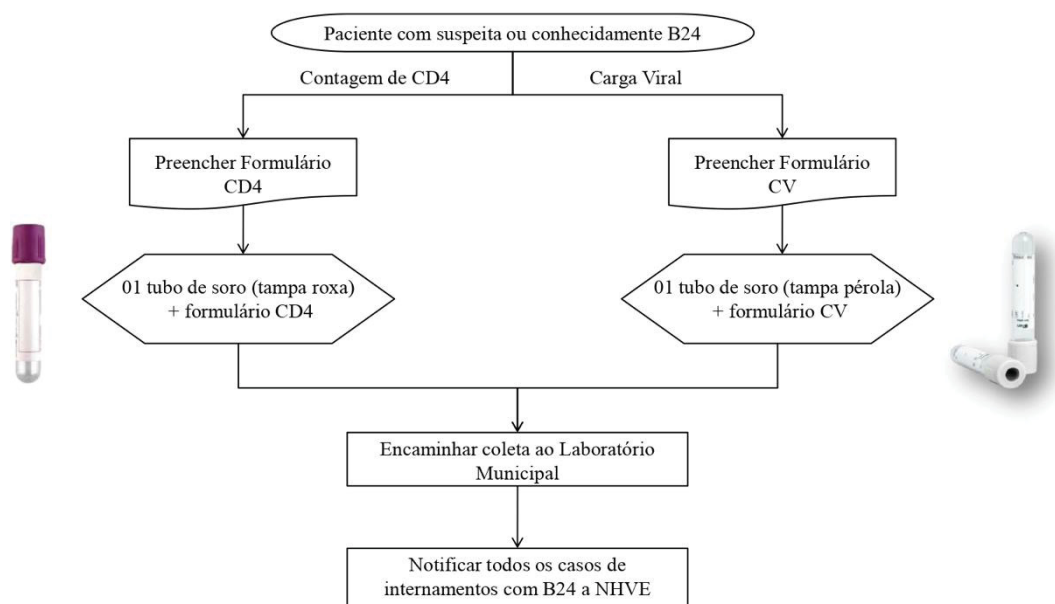 Paciente com suspeita ou conhecidamente B24
Contagem de CD4
Carga Viral
Preencher Formulário
CD4
Preencher Formulário
CV
01 tubo de soro (tampa roxa)
+ formulário CD4
01 tubo de soro (tampa pérola)
+ formulário CV
Encaminhar coleta ao Laboratório
Municipal
Notificar todos os casos de
internamentos com B24 a NHVE